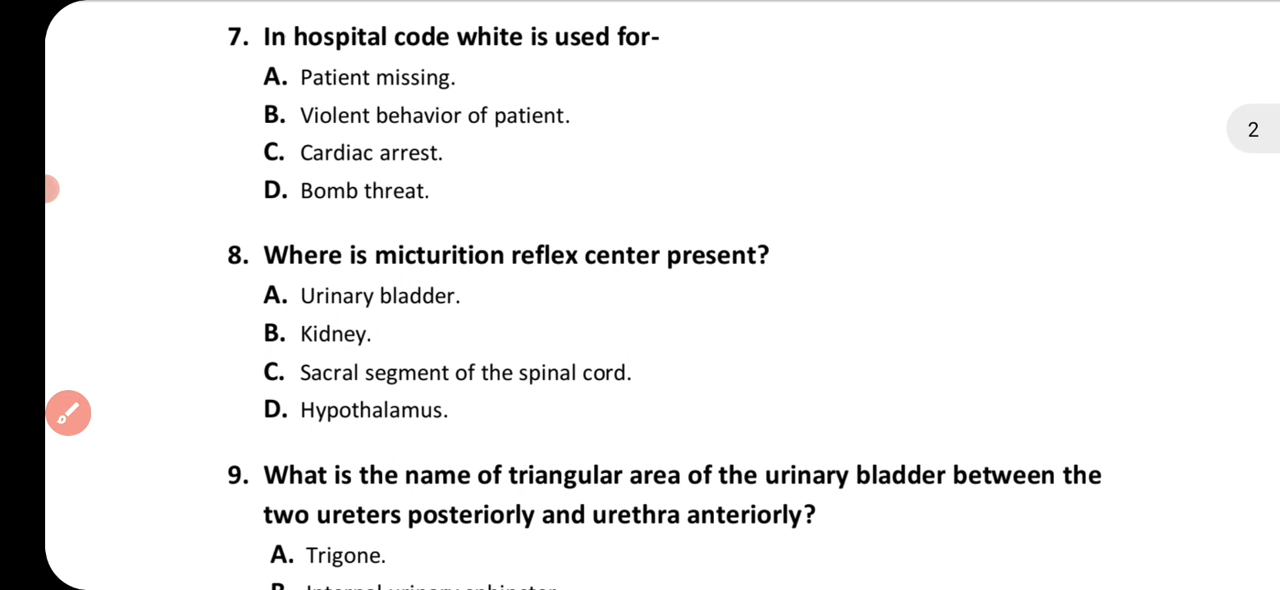 7. In hospital code white is used for-
A. Patient missing.
B. Violent behavior of patient.
2
C. Cardiac arrest.
D. Bomb threat.
8. Where is micturition reflex center present?
A. Urinary bladder.
B. Kidney.
C. Sacral segment of the spinal cord.
D. Hypothalamus.
9. What is the name of triangular area of the urinary bladder between the
two ureters posteriorly and urethra anteriorly?
A. Trigone.